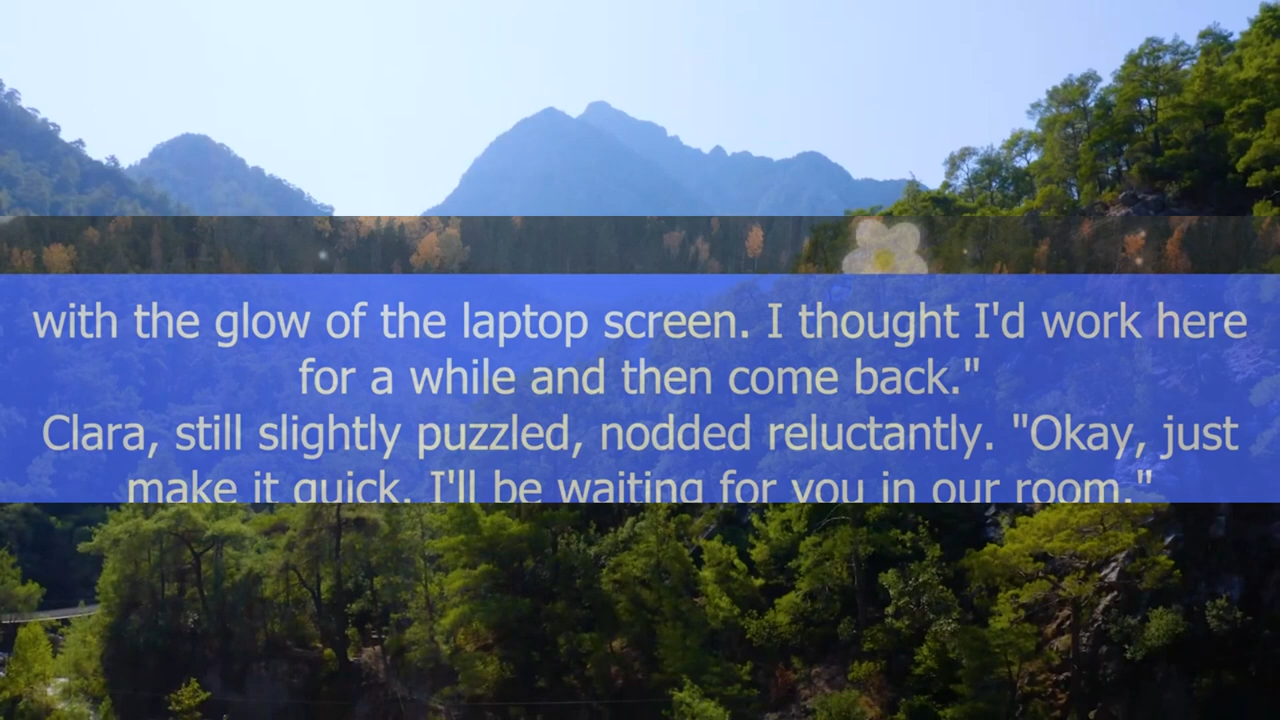 with the glow of the laptop screen. I thought I'd work here
for a while and then come back."
Clara, still slightly puzzled, nodded reluctantly. "Okay, just
make it quick. I'll be waiting for you in our room."